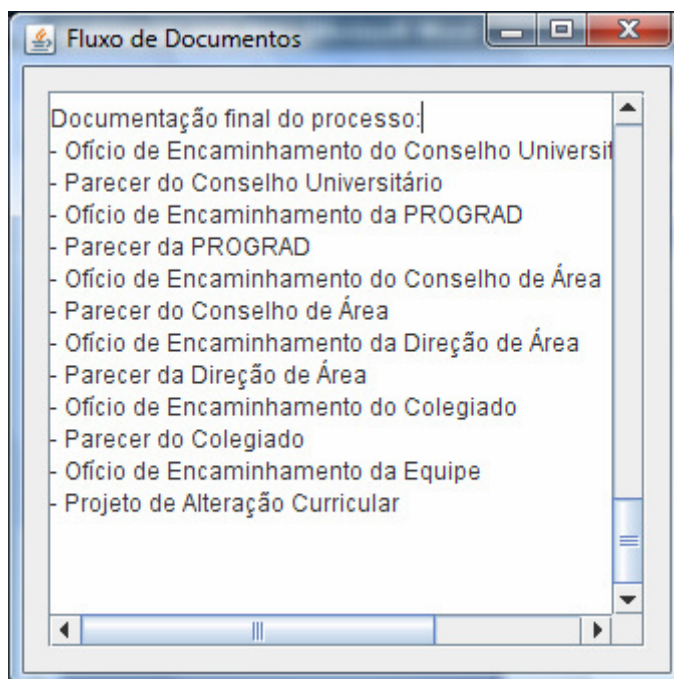 Fluxo de Documentos
Documentação final do processo:
- Ofício de Encaminhamento do Conselho
- Parecer do Conselho Universitário
- Ofício de Encaminhamento da PROGRAD
- Parecer da PROGRAD
- Ofício de Encaminhamento do Conselho de Área
- Parecer do Conselho de Área
- Ofício de Encaminhamento da Direção de Área
- Parecer da Direção de Área
- Ofício de Encaminhamento do Colegiado
- Parecer do Colegiado
- Ofício de Encaminhamento da Equipe
- Projeto de Alteração Curricular